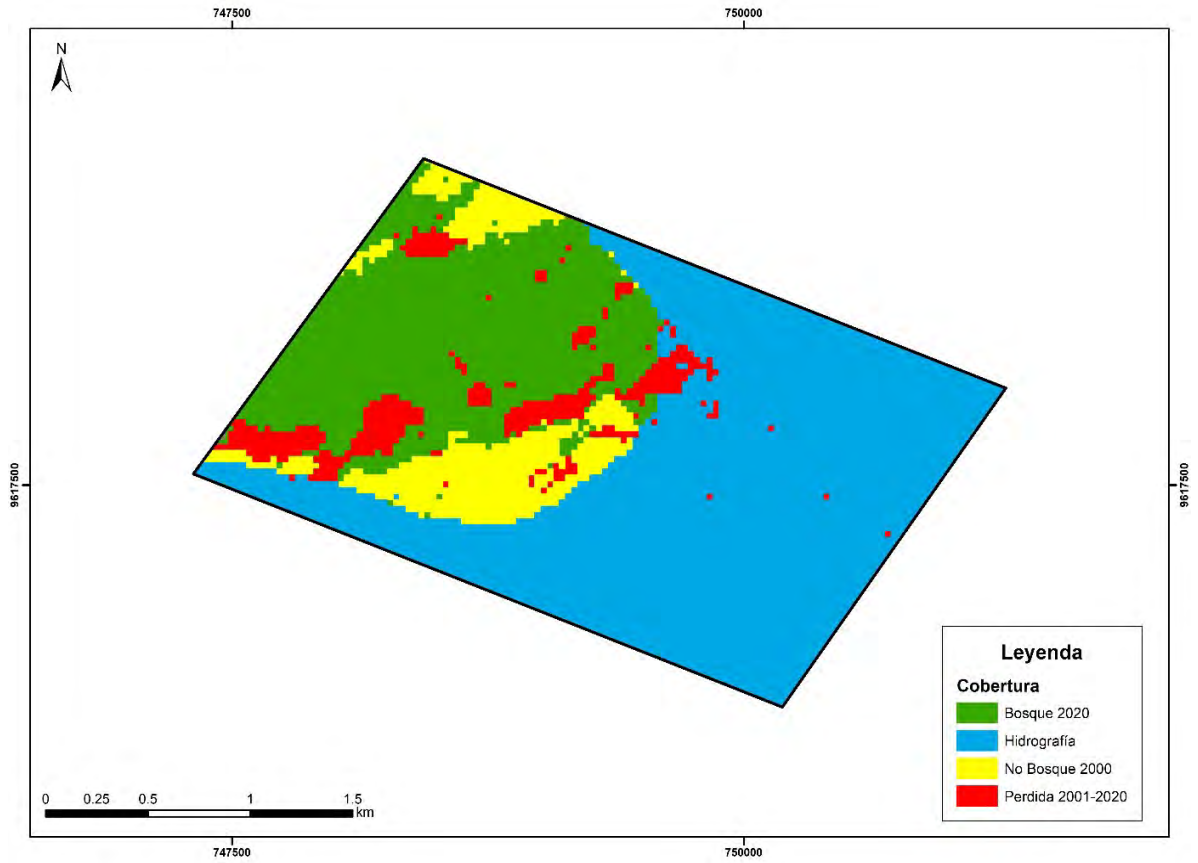 747500 750000
N
9617500 9617500
Leyenda
Cobertura
Bosque 2020
Hidrografía
No Bosque 2000
Perdida 2001-2020
0 0.25 0.5 1 1.5
km
747500 750000